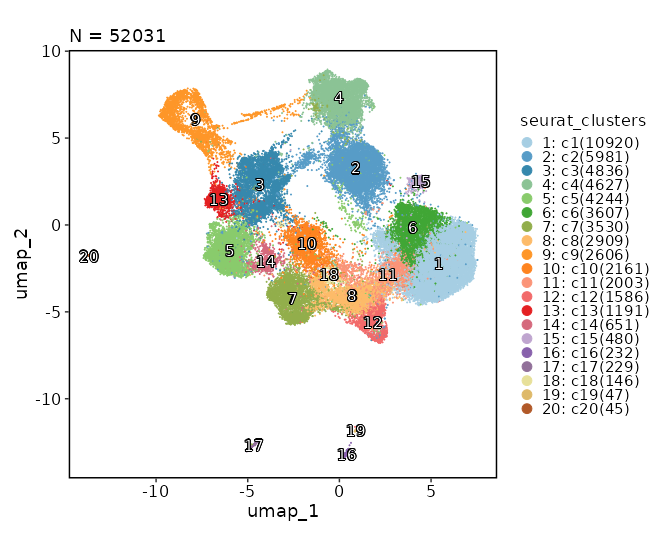 N = 52031
10
5
0
-5
-10
umap_2
-10
-5
0
5
umap_1
4
9
2
15
3
13
6
10
5
14
20
1
18
11
8
7
12
19
17
16
seurat_clusters
1: c1(10920)
2: c2(5981)
3: c3(4836)
4: c4(4627)
5: c5(4244)
6: c6(3607)
7: c7(3530)
8: c8(2909)
9: c9(2606)
10: c10(2161)
11: c11(2003)
12: c12(1586)
13: c13(1191)
14: c14(651)
15: c15(480)
16: c16(232)
17: c17(229)
18: c18(146)
19: c19(47)
20: c20(45)